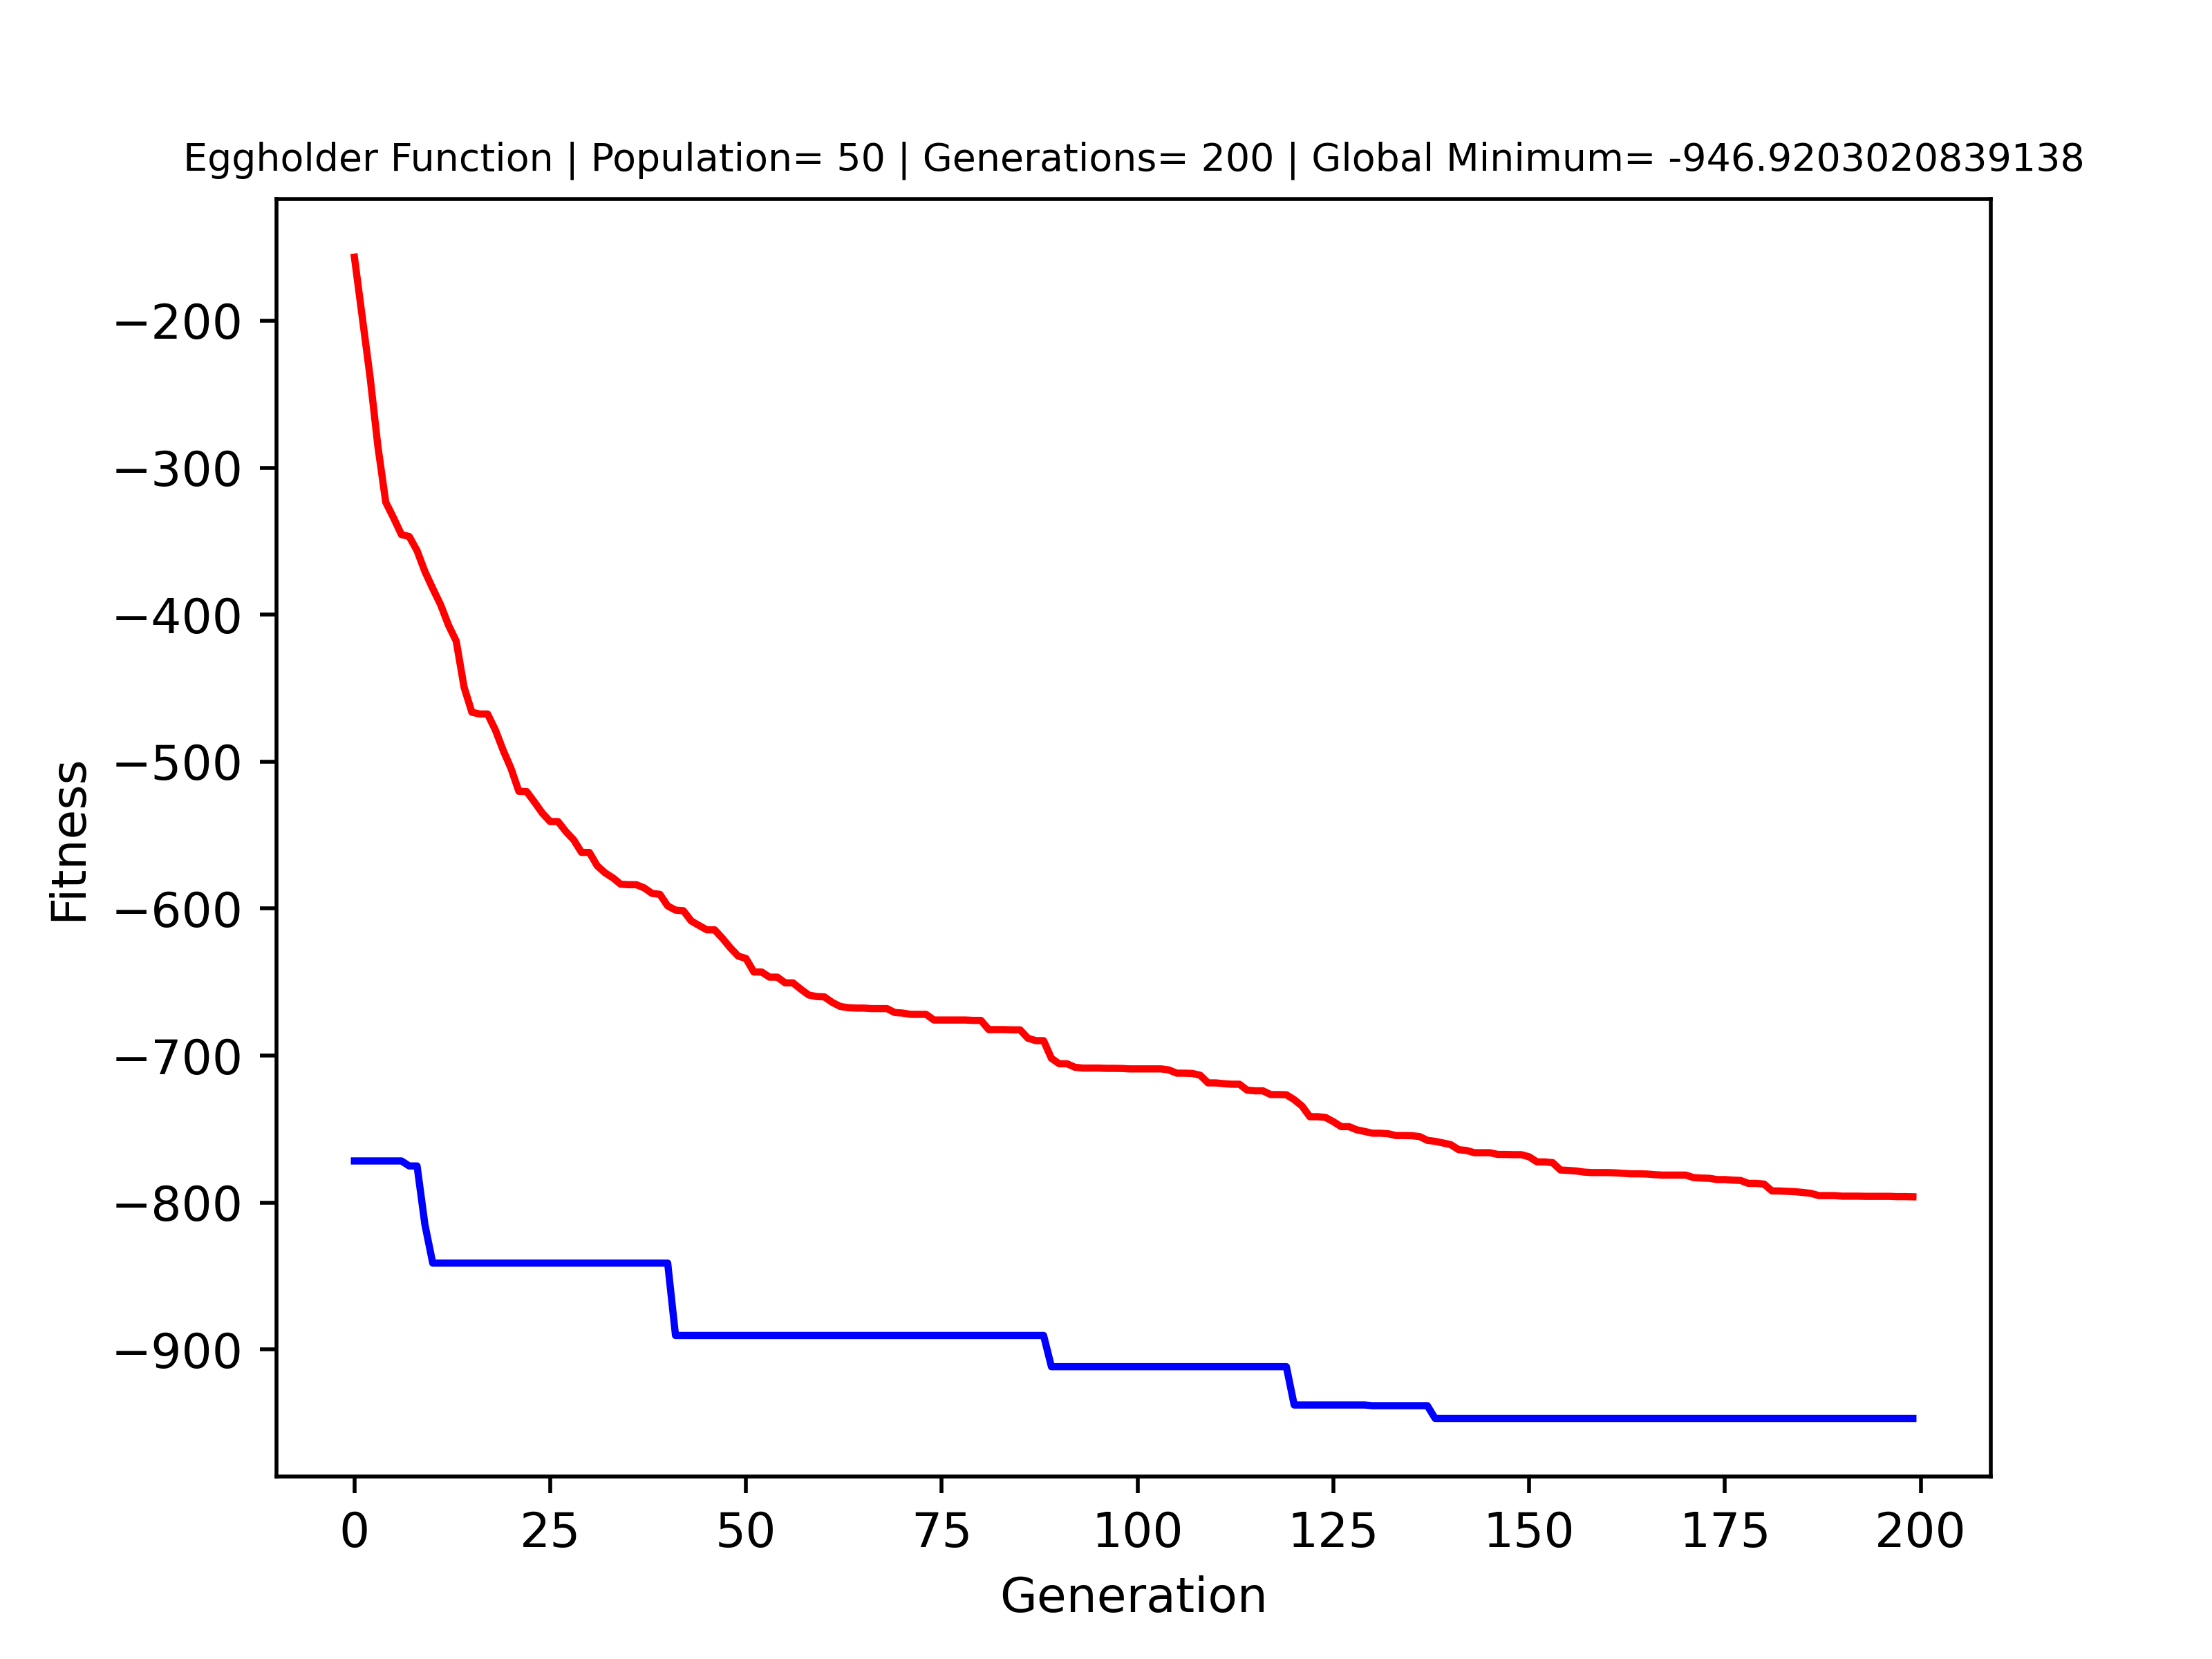 Eggholder Function | Population= 50 | Generations= 200 | Global Minimum= -946.9203020839138
−200
−300
−400
−500
−600
−700
−800
−900
Fitness
0 25 50 75 100 125 150 175 200
Generation